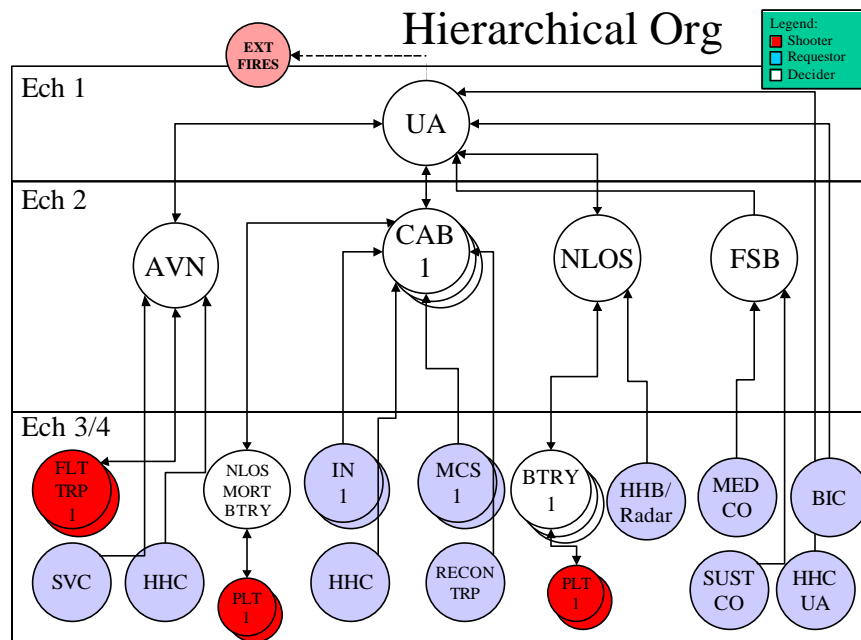 Hierarchical Org
Legend:
Shooter
Requestor
Decider
EXT
FIRES
Ech 1
UA
Ech 2
AVN
CAB
1
NLOS
FSB
Ech 3/4
FLT
TRP
1
NLOS
MORT
BTRY
IN
1
MCS
1
BTRY
1
HHB/
Radar
MED
CO
BIC
SVC
HHC
PLT
1
HHC
RECON
TRP
PLT
1
SUST
CO
HHC
UA